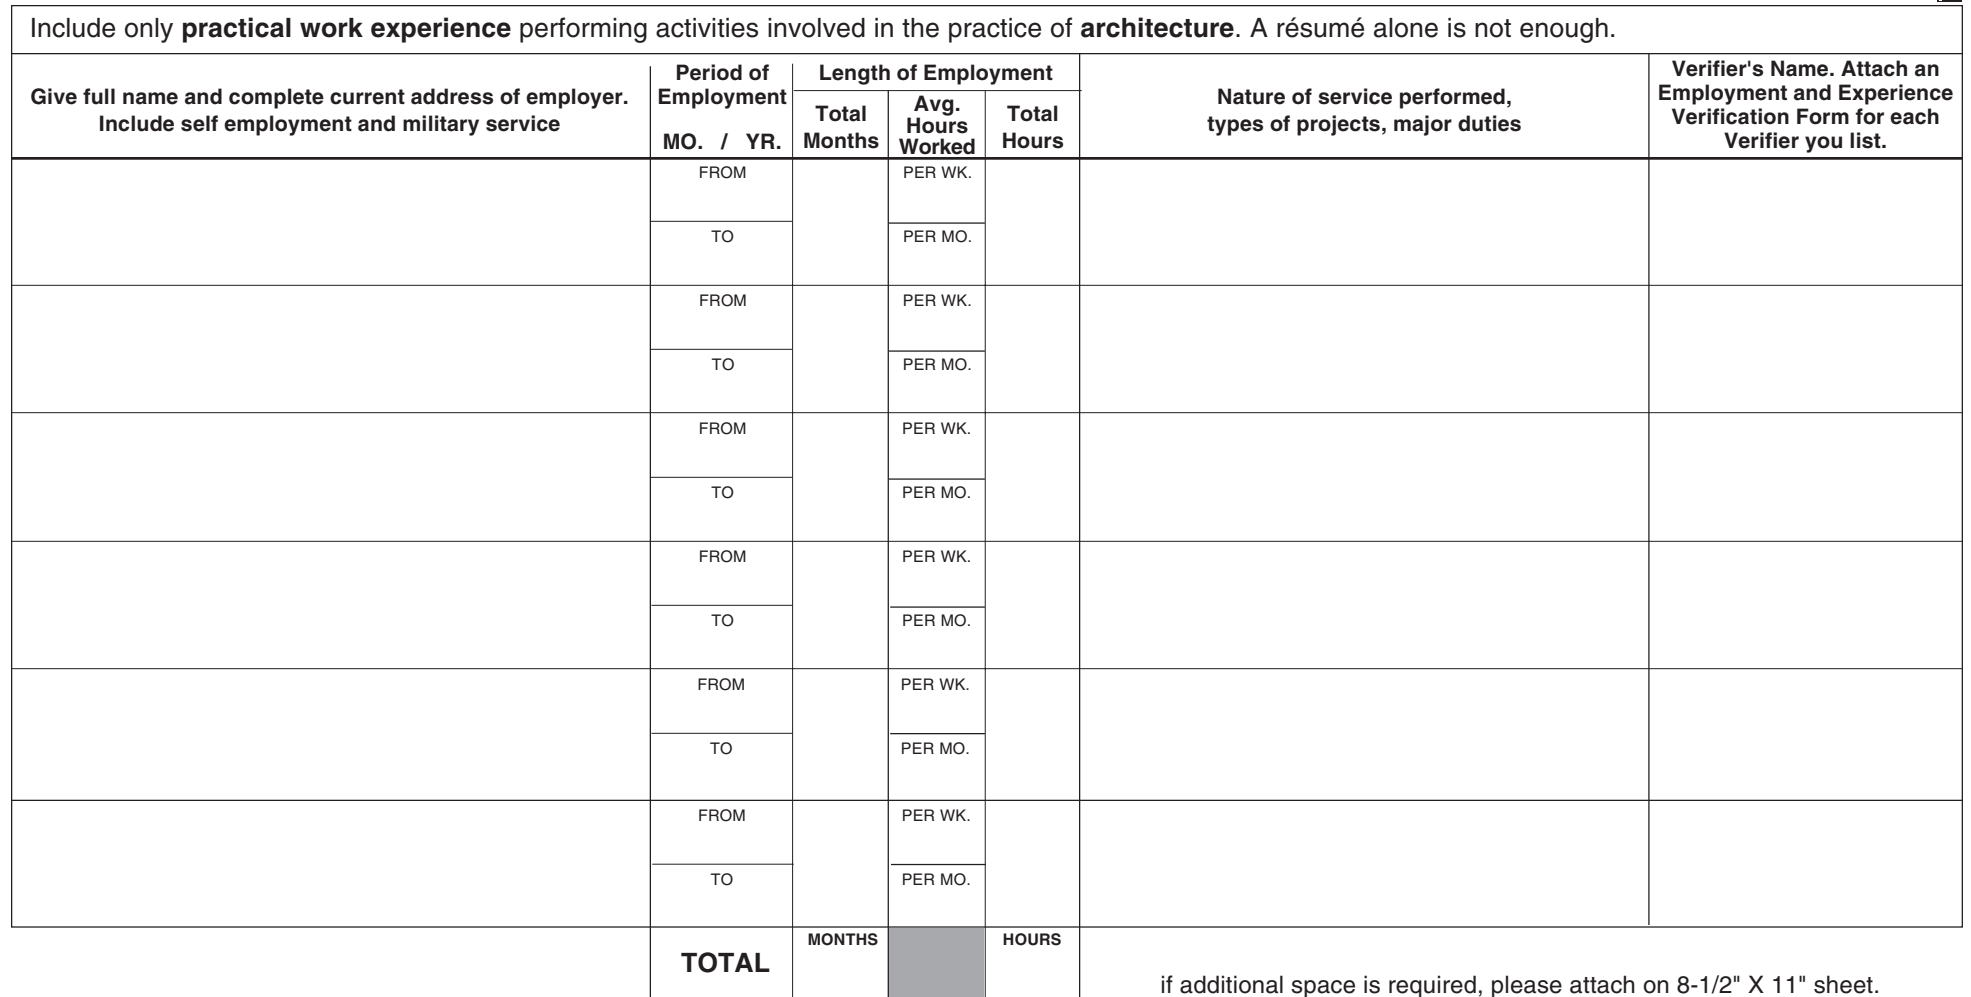 Include only practical work experience performing activities involved in the practice of architecture. A résumé alone is not enough.
Give full name and complete current address of employer.
Include self employment and military service
Period of
Employment
MO. / YR.
Length of Employment
Total
Months
Avg.
Hours
Worked
Total
Hours
Nature of service performed,
types of projects, major duties
Verifier's Name. Attach an
Employment and Experience
Verification Form for each
Verifier you list.
FROM
PER WK.
TO
PER MO.
FROM
PER WK.
TO
PER MO.
FROM
PER WK.
TO
PER MO.
FROM
PER WK.
TO
PER MO.
FROM
PER WK.
TO
PER MO.
FROM
PER WK.
TO
PER MO.
TOTAL
MONTHS
HOURS
if additional space is required, please attach on 8-1/2" X 11" sheet.